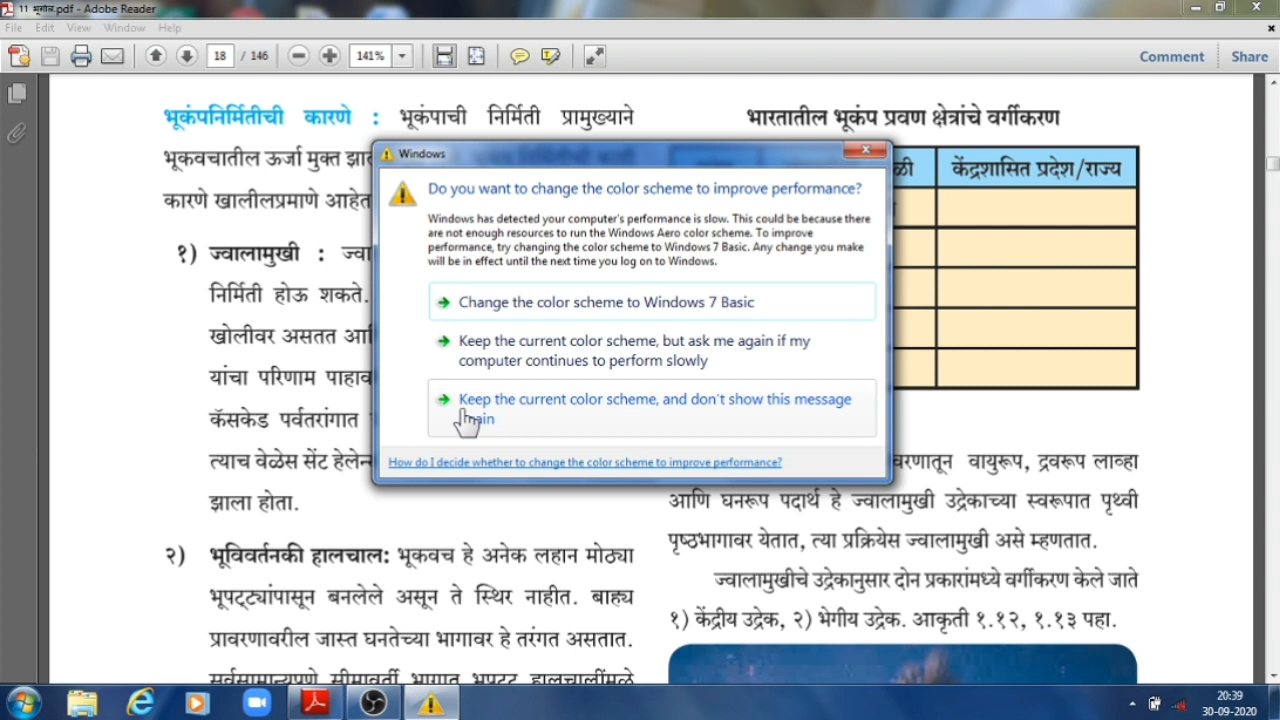 11 भूगोल.pdf - Adobe Reader
File Edit View Window Help
18 / 146 141% Comment Share
भूकंपनिर्मितीची कारणे : भूकंपाची निर्मिती प्रामुख्याने
भूकवचातील ऊर्जा मुक्त
कारणे खालीलप्रमाणे
१) ज्वालामुखी :
निर्मिती होऊ शकते.
खोलीवर असतत
यांचा परिणाम
कॅसकेड पर्वतरांगात
त्याच वेळेस सेंट
झाला होता.
२) भूविवर्तनकी हालचाल: भूकवच हे अनेक लहान मोठ्या
भूपट्ट्यांपासून बनलेले असून ते स्थिर नाहीत. बाह्य
प्रावरणावरील जास्त घनतेच्या भागावर हे तरंगत असतात.
सर्वसामान्यपणे सीमावर्ती भागात भूपट्ट हालचालींमुळे
भारतातील भूकंप प्रवण क्षेत्रांचे वर्गीकरण
केंद्रशासित प्रदेश/राज्य
वायुरूप, द्रवरूप लाव्हा
आणि घनरूप पदार्थ हे ज्वालामुखी उद्रेकाच्या स्वरूपात पृथ्वी
पृष्ठभागावर येतात, त्या प्रक्रियेस ज्वालामुखी असे म्हणतात.
ज्वालामुखीचे उद्रेकानुसार दोन प्रकारांमध्ये वर्गीकरण केले जाते
१) केंद्रीय उद्रेक, २) भेगीय उद्रेक. आकृती १.१२, १.१३ पहा.
Windows
Do you want to change the color scheme to improve performance?
Windows has detected your computer's performance is slow. This could be because there
are not enough resources to run the Windows Aero color scheme. To improve
performance, try changing the color scheme to Windows 7 Basic. Any change you make
will be in effect until the next time you log on to Windows.
Change the color scheme to Windows 7 Basic
Keep the current color scheme, but ask me again if my
computer continues to perform slowly
Keep the current color scheme, and don't show this message
How do I decide whether to change the color scheme to improve performance?
20:39
30-09-2020